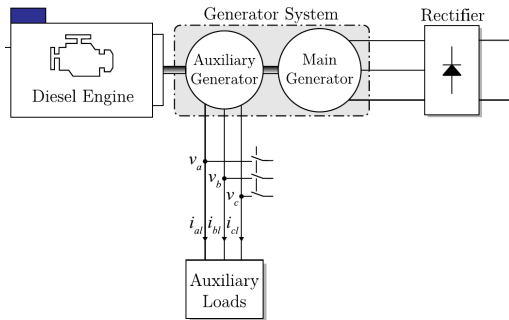 Generator System
Rectifier
Auxiliary
Generator
Main
Generator
Diesel Engine
v_a
v_b
v_c
i_al i_bl i_cl
Auxiliary
Loads